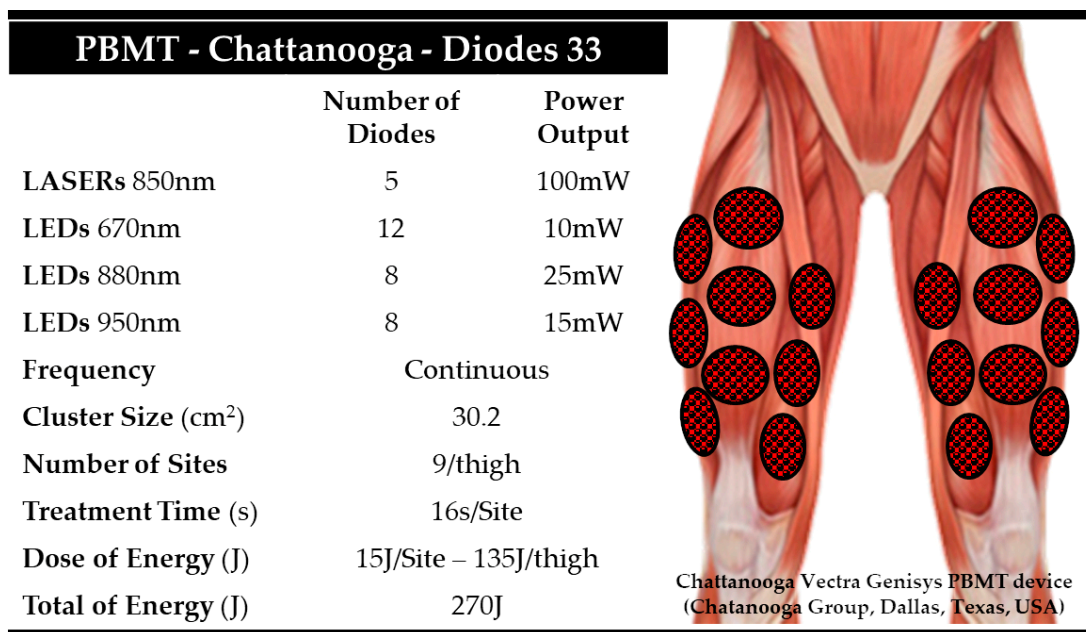 PBMT - Chattanooga - Diodes 33
Number of Diodes Power Output
LASERs 850nm 5 100mW
LEDs 670nm 12 10mW
LEDs 880nm 8 25mW
LEDs 950nm 8 15mW
Frequency Continuous
Cluster Size (cm²) 30.2
Number of Sites 9/thigh
Treatment Time (s) 16s/Site
Dose of Energy (J) 15J/Site – 135J/thigh
Total of Energy (J) 270J
Chattanooga Vectra Genisys PBMT device
(Chatanooga Group, Dallas, Texas, USA)